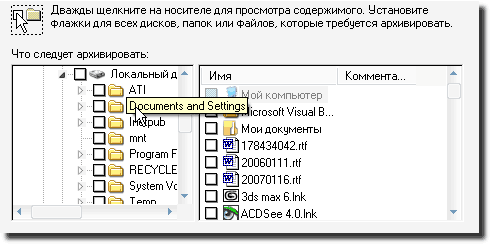 Дважды щелкните на носителе для просмотра содержимого. Установите
флажки для всех дисков, папок или файлов, которые требуется архивировать.
Что следует архивировать:
Локальный д
ATI
Documents and Settings
Inetpub
mnt
Program F
RECYCLE
System Vo
Temp
Имя Коммента...
Мой компьютер
Microsoft Visual B...
Мои документы
178434042.rtf
20060111.rtf
20070116.rtf
3ds max 6.lnk
ACDSee 4.0.lnk